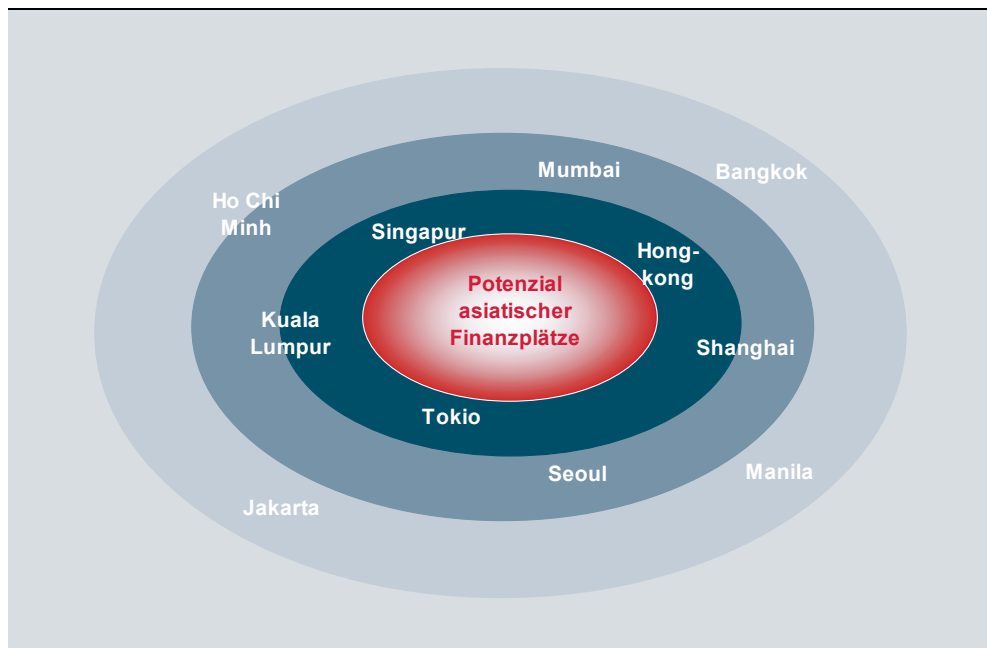 Mumbai
Bangkok
Ho Chi
Minh
Singapur
Hong-
kong
Potenzial
asiatischer
Finanzplätze
Kuala
Lumpur
Shanghai
Tokio
Seoul
Manila
Jakarta